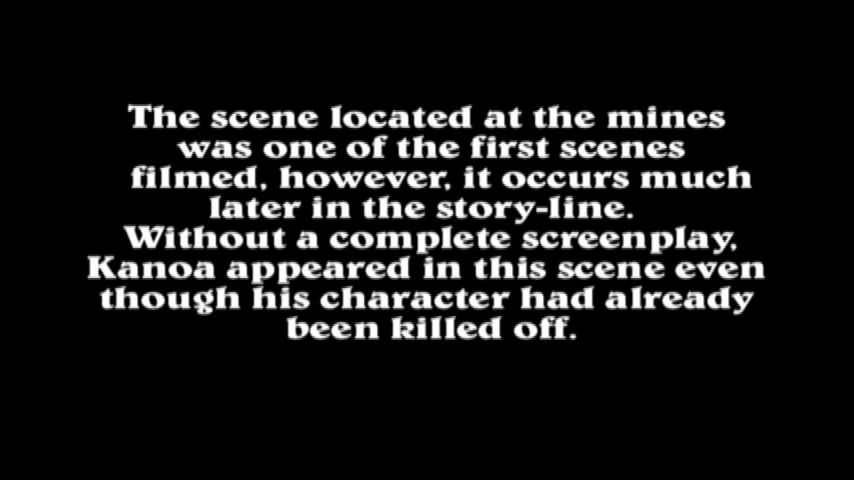 The scene located at the mines
was one of the first scenes
filmed, however, it occurs much
later in the story-line.
Without a complete screenplay,
Kanoa appeared in this scene even
though his character had already
been killed off.